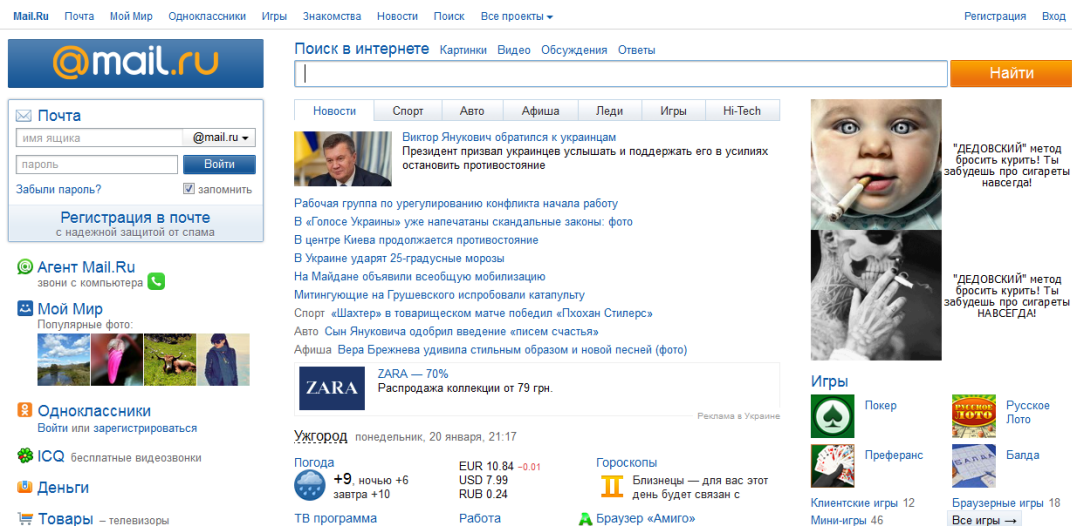 Mail.Ru Почта Мой Мир Одноклассники Игры Знакомства Новости Поиск Все проекты
Регистрация Вход
@mail.ru
Поиск в интернете Картинки Видео Обсуждения Ответы
Найти
Почта
имя ящика @mail.ru
пароль Войти
Забыли пароль? запомнить
Регистрация в почте
с надежной защитой от спама
Агент Mail.Ru
звони с компьютера
Мой Мир
Популярные фото:
Одноклассники
Войти или зарегистрироваться
ICQ бесплатные видеозвонки
Деньги
Товары – телевизоры
Новости Спорт Авто Афиша Леди Игры Hi-Tech
Виктор Янукович обратился к украинцам
Президент призвал украинцев услышать и поддержать его в усилиях
остановить противостояние
Рабочая группа по урегулированию конфликта начала работу
В «Голосе Украины» уже напечатаны скандальные законы: фото
В центре Киева продолжается противостояние
В Украине ударят 25-градусные морозы
На Майдане объявили всеобщую мобилизацию
Митингующие на Грушевского испробовали катапульту
Спорт «Шахтер» в товарищеском матче победил «Пхохан Стилерс»
Авто Сын Януковича одобрил введение «писем счастья»
Афиша Вера Брежнева удивила стильным образом и новой песней (фото)
ZARA
ZARA — 70%
Распродажа коллекции от 79 грн.
Реклама в Украине
Ужгород понедельник, 20 января, 21:17
Погода
+9, ночью +6
завтра +10
EUR 10.84 -0.01
USD 7.99
RUB 0.24
Гороскопы
Близнецы — для вас этот
день будет связан с
ТВ программа Работа Браузер «Амиго»
"ДЕДОВСКИЙ" метод
бросить курить! Ты
забудешь про сигареты
навсегда!
"ДЕДОВСКИЙ" метод
бросить курить! Ты
забудешь про сигареты
НАВСЕГДА!
Игры
Покер
РУССКОЕ
ЛОТО
Русское
Лото
Преферанс
БАЛДА
Балда
Клиентские игры 12 Браузерные игры 18
Мини-игры 46 Все игры →